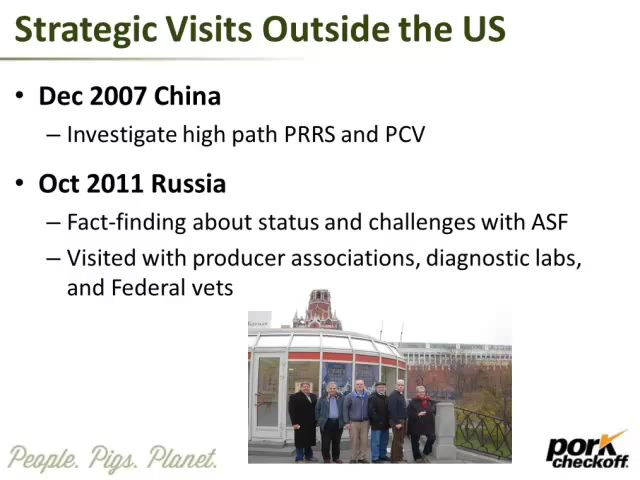 Strategic Visits Outside the US
• Dec 2007 China
– Investigate high path PRRS and PCV
• Oct 2011 Russia
– Fact-finding about status and challenges with ASF
– Visited with producer associations, diagnostic labs,
and Federal vets
People. Pigs. Planet.
pork
checkoff.